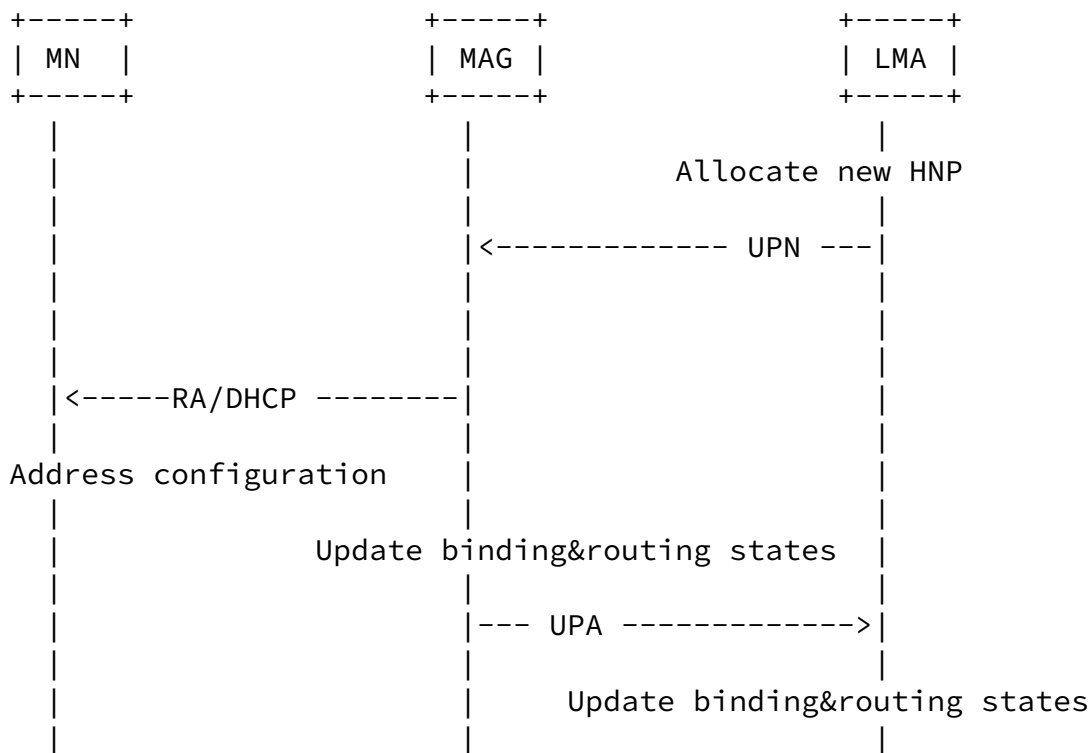 MN MAG LMA
Allocate new HNP
UPN
RA/DHCP
Address configuration
Update binding&routing states
UPA
Update binding&routing states